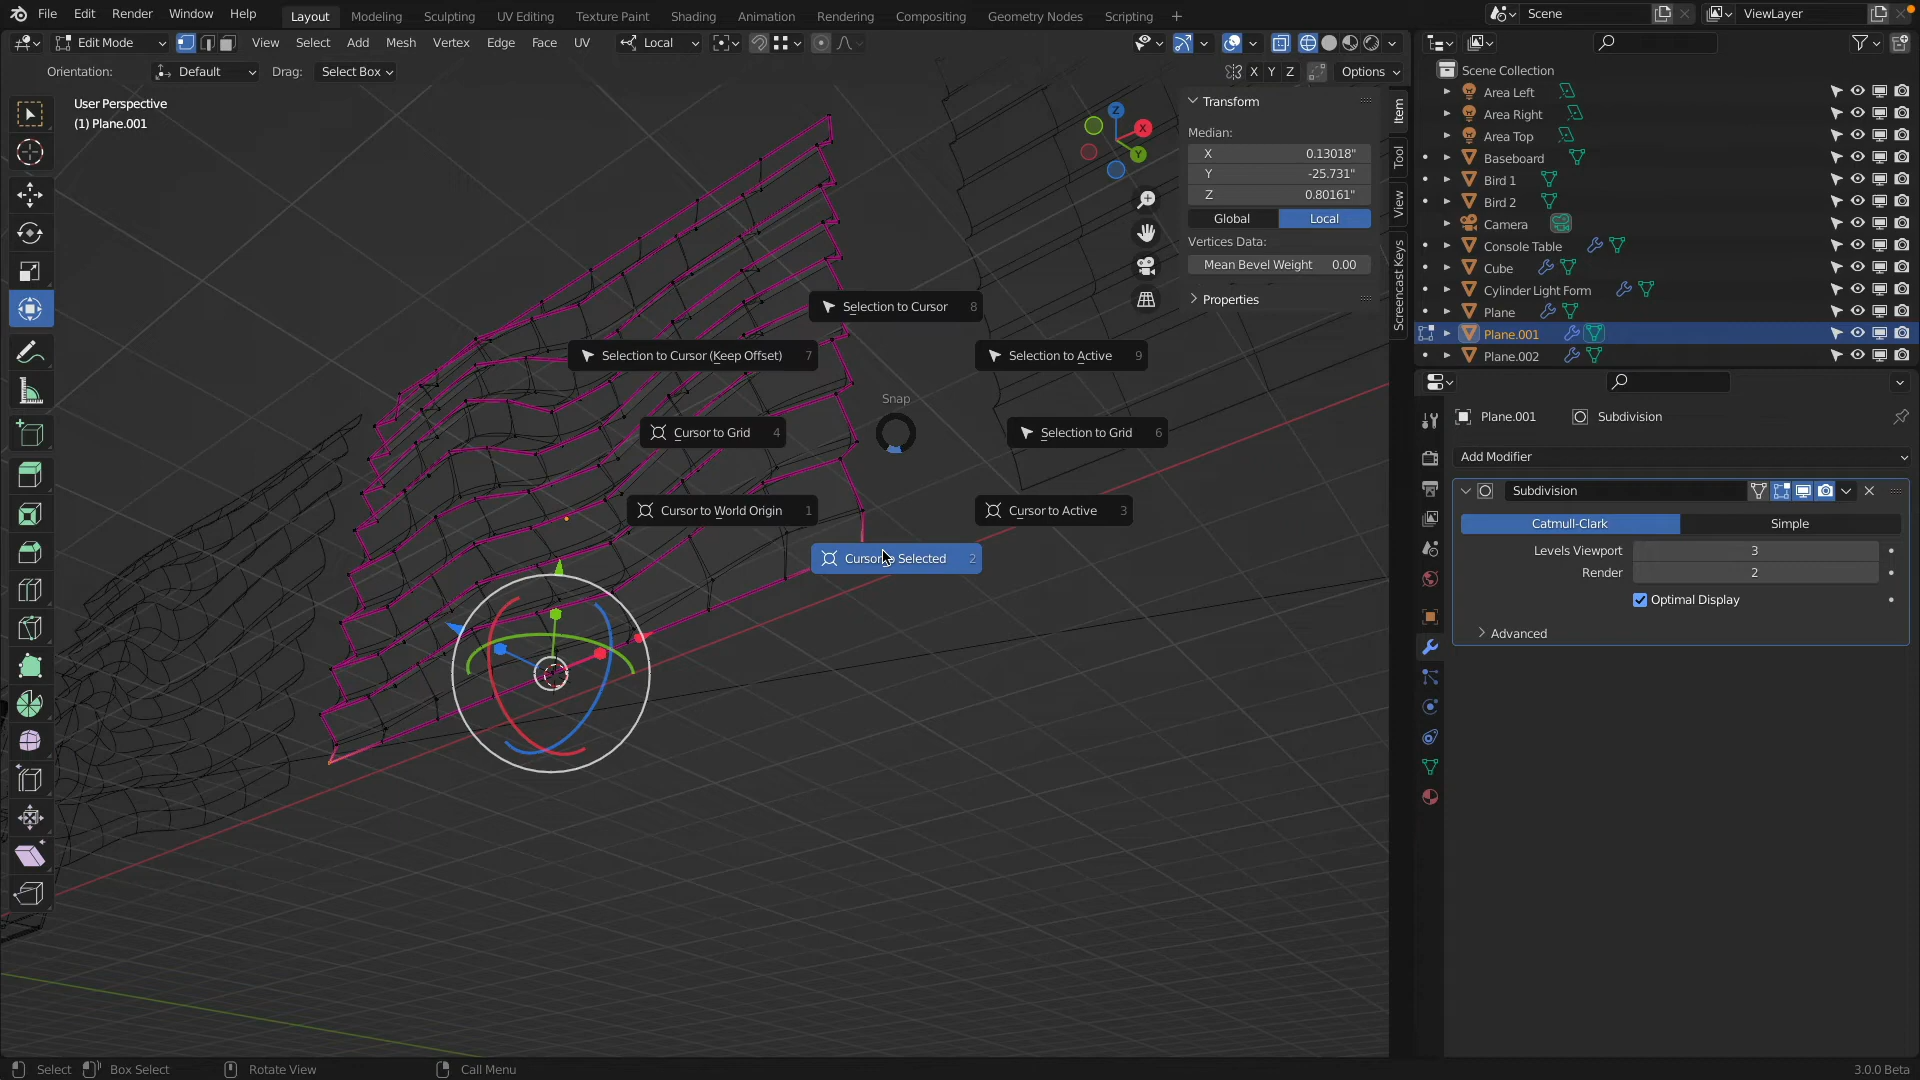 File Edit Render Window Help Layout Modeling Sculpting UV Editing Texture Paint Shading Animation Rendering Compositing Geometry Nodes Scripting + Scene ViewLayer
Edit Mode View Select Add Mesh Vertex Edge Face UV Local
Orientation: Default Drag: Select Box X Y Z Options
User Perspective
(1) Plane.001
Z
X
Y
Transform
Median:
X 0.13018"
Y -25.731"
Z 0.80161"
Global Local
Vertices Data:
Mean Bevel Weight 0.00
Properties
Item
Tool
View
Screencast Keys
Selection to Cursor 8
Selection to Cursor (Keep Offset) 7
Selection to Active 9
Snap
Cursor to Grid 4
Selection to Grid 6
Cursor to World Origin 1
Cursor to Active 3
Selected 2
Scene Collection
Area Left
Area Right
Area Top
Baseboard
Bird 1
Bird 2
Camera
Console Table
Cube
Cylinder Light Form
Plane
Plane.001
Plane.002
Plane.001 Subdivision
Add Modifier
Subdivision
Catmull-Clark Simple
Levels Viewport 3
Render 2
Optimal Display
Advanced
Select Box Select Rotate View Call Menu 3.0.0 Beta